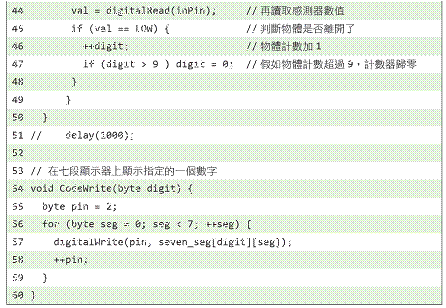 44        val = digitalRead(inPin);    // 再讀取感測器數值
45        if (val == LOW) {            // 判斷物體是否離開了
46          ++digit;                   // 物體計數加 1
47          if (digit > 9 ) digit = 0; // 假如物體計數超過 9，計數器歸零
48        }
49      }
50    }
51 //    delay(1000);
52
53 // 在七段顯示器上顯示指定的一個數字
54 void CodeWrite(byte digit) {
55   byte pin = 2;
56   for (byte seg = 0; seg < 7; ++seg) {
57     digitalWrite(pin, seven_seg[digit][seg]);
58     ++pin;
59   }
60 }